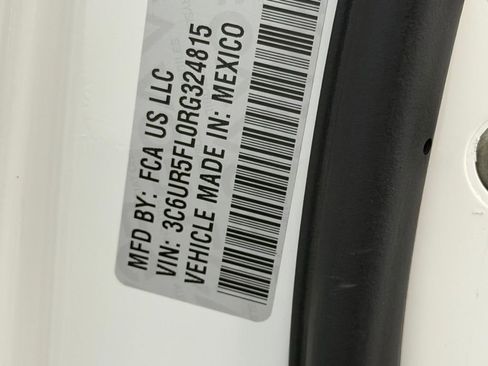 MFD BY: FCA US LLC
VIN: 3C6UR5FL0RG324815
VEHICLE MADE IN: MEXICO